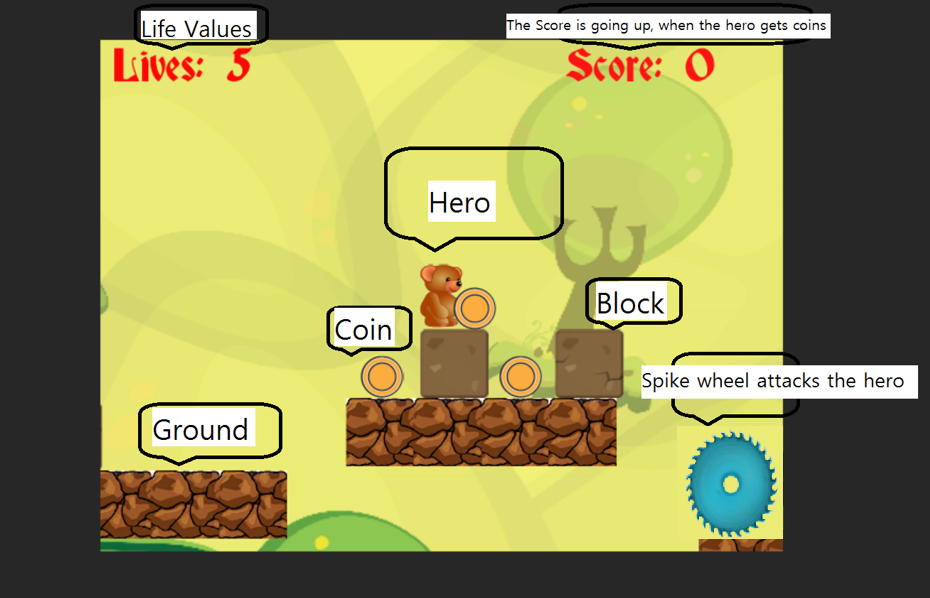 Life Values
The Score is going up, when the hero gets coins
Lives: 5
Score: 0
Hero
Block
Coin
Spike wheel attacks the hero
Ground